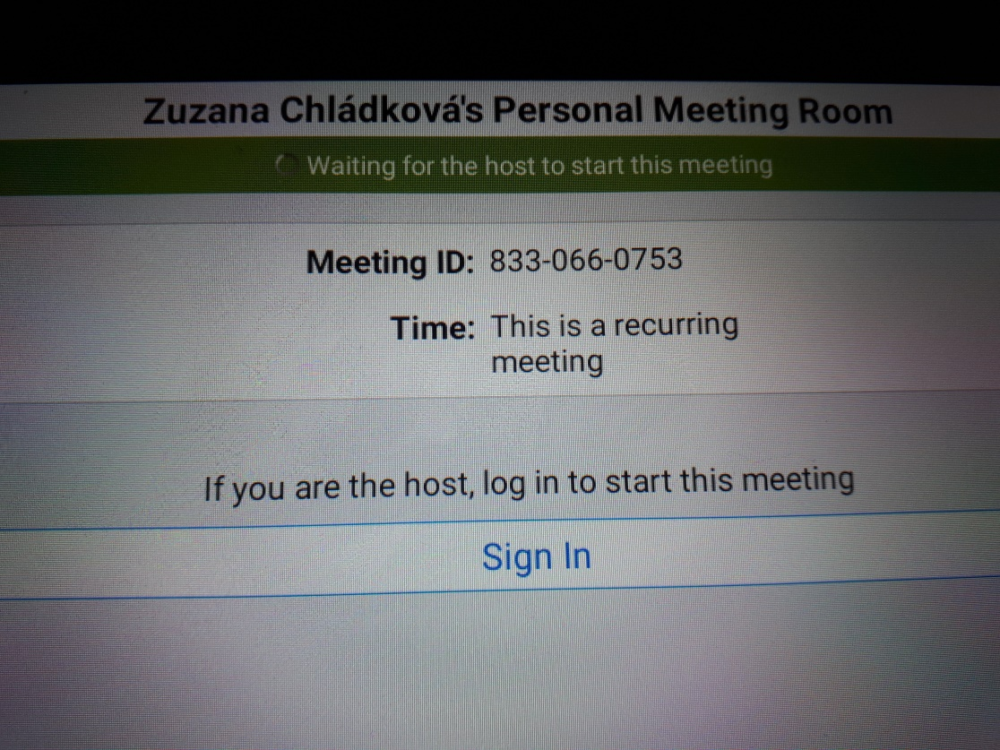 Zuzana Chládková's Personal Meeting Room
Waiting for the host to start this meeting
Meeting ID: 833-066-0753
Time: This is a recurring
meeting
If you are the host, log in to start this meeting
Sign In